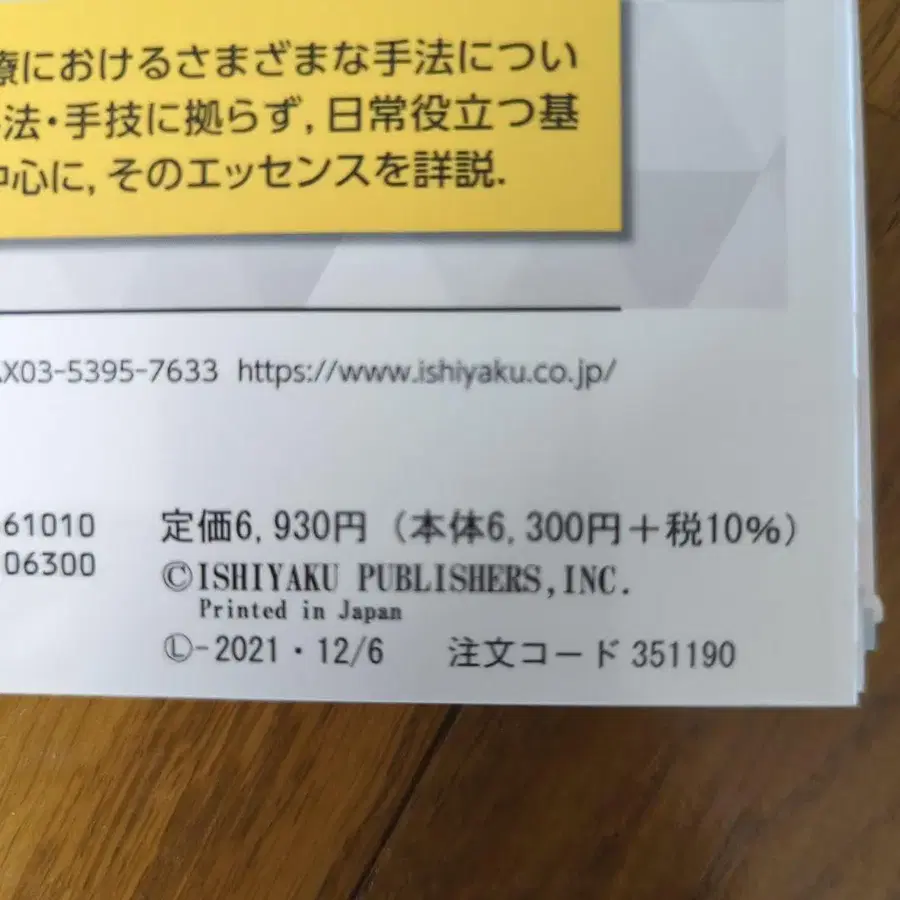 療におけるさまざまな手法につい
法・手技に拠らず,日常役立つ基
中心に,そのエッセンスを詳説.
AX03-5395-7633 https://www.ishiyaku.co.jp/
61010 定価6,930円（本体6,300円＋税10%）
06300 ©ISHIYAKU PUBLISHERS,INC.
Printed in Japan
Ⓛ-2021・12/6 注文コード 351190